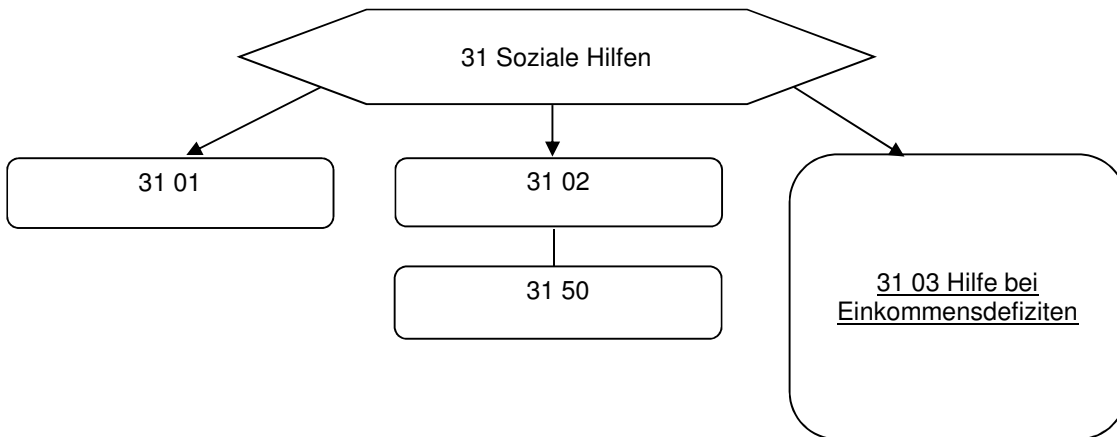 31 Soziale Hilfen
31 01
31 02
31 50
31 03 Hilfe bei
Einkommensdefiziten